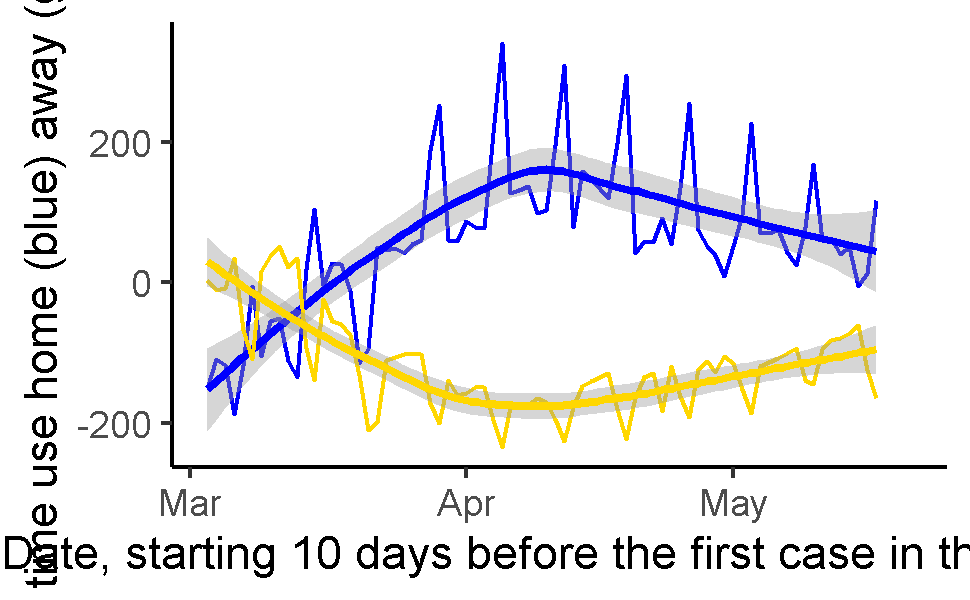 time use home (blue) away (
200
0
-200
Mar Apr May
Date, starting 10 days before the first case in th